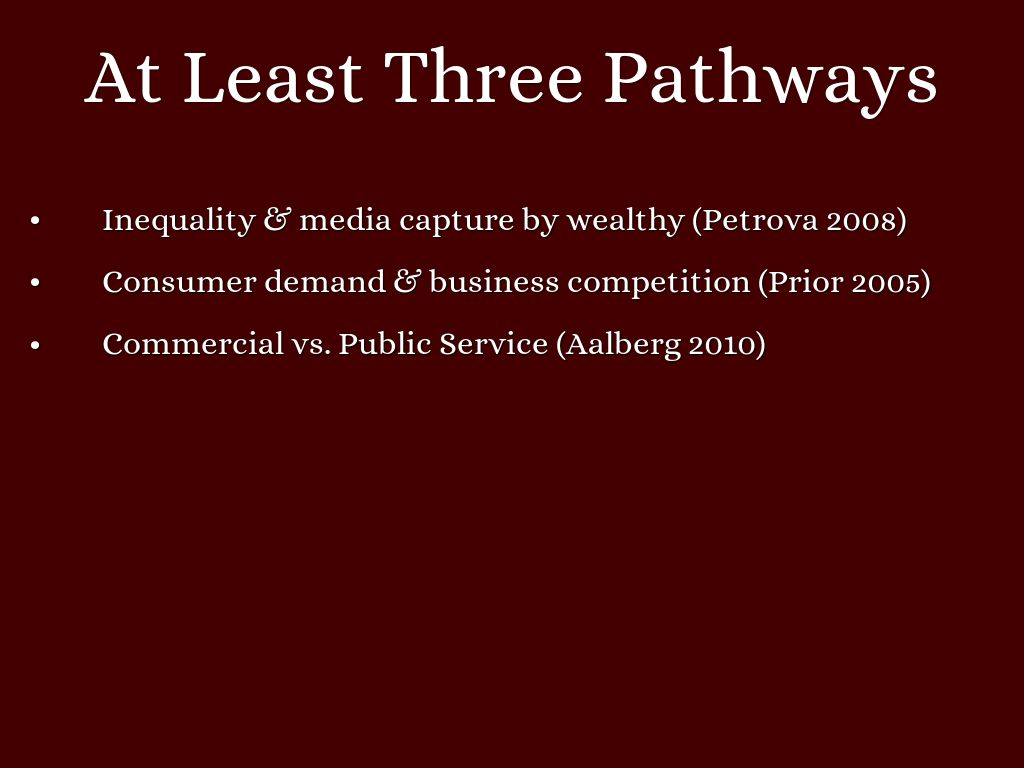 At Least Three Pathways
• Inequality & media capture by wealthy (Petrova 2008)
• Consumer demand & business competition (Prior 2005)
• Commercial vs. Public Service (Aalberg 2010)